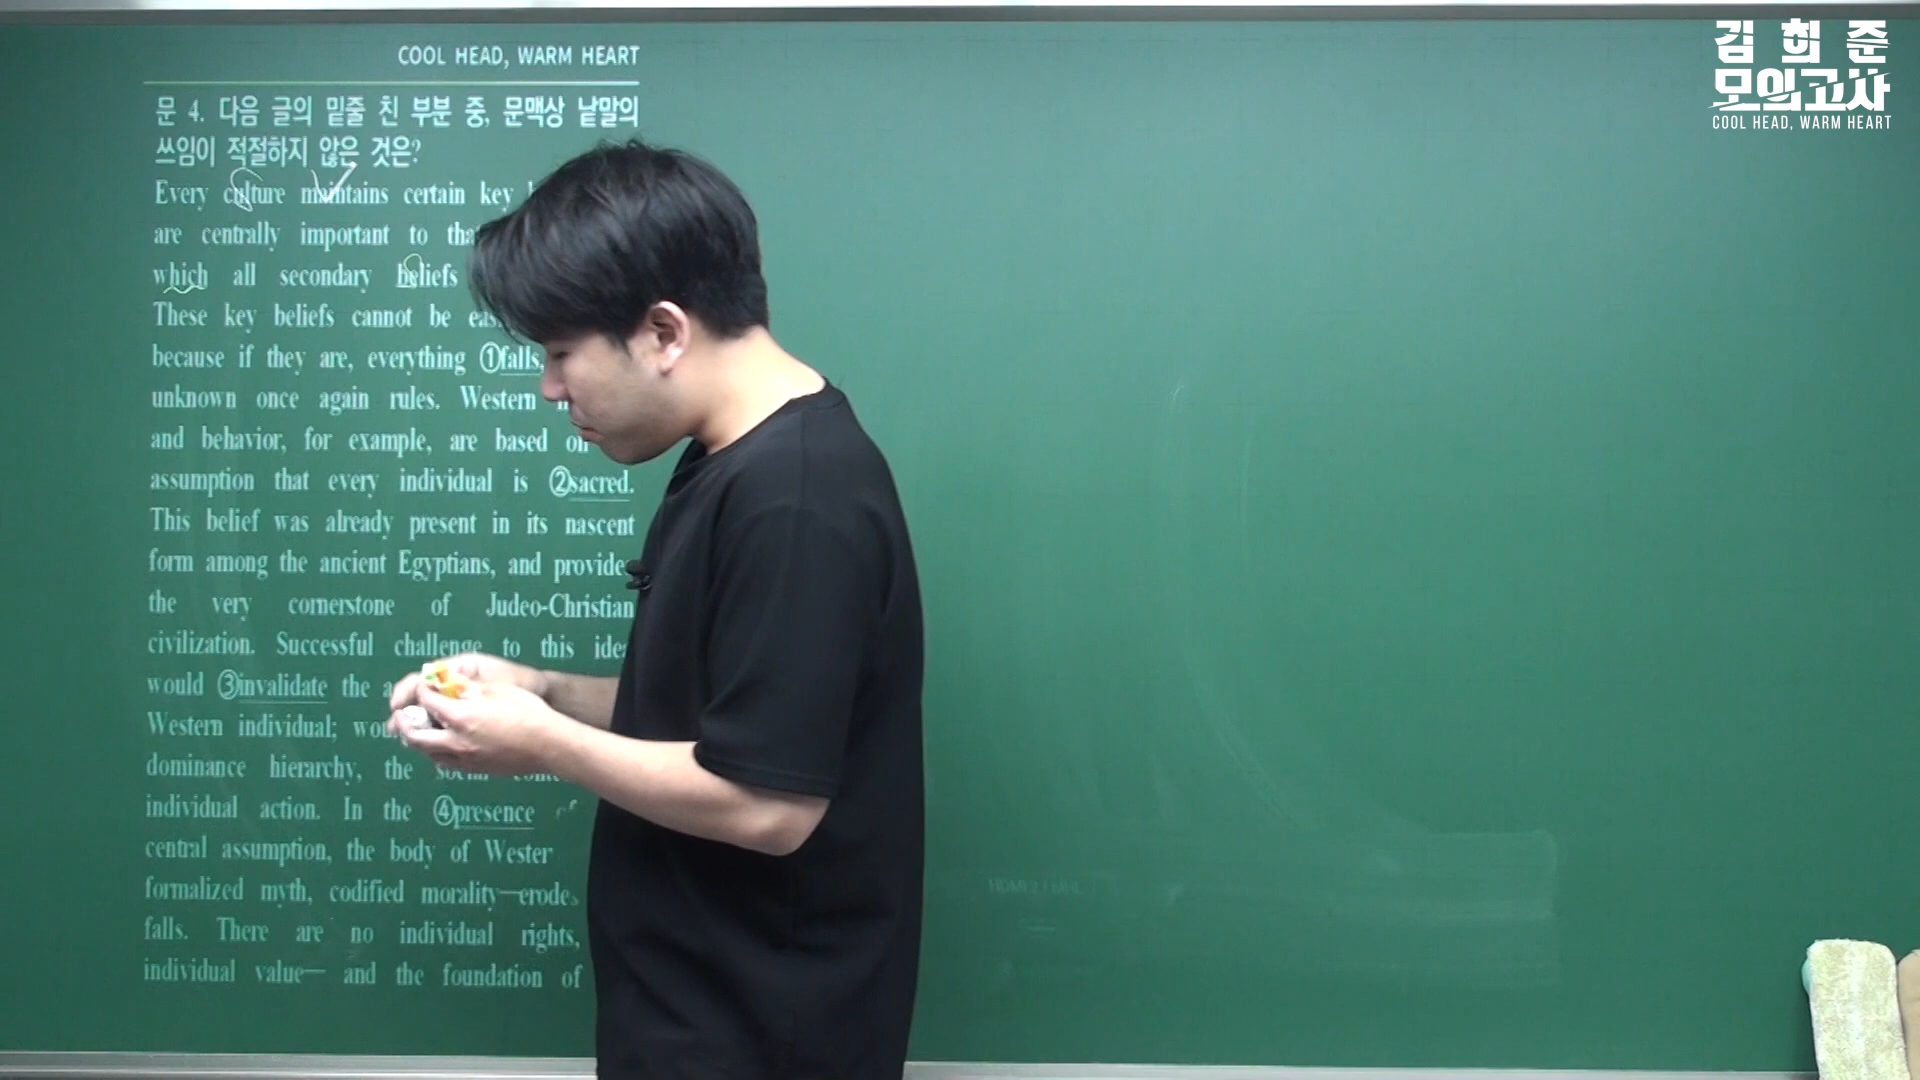 COOL HEAD, WARM HEART
문 4. 다음 글의 밑줄 친 부분 중, 문맥상 낱말의
쓰임이 적절하지 않은 것은?
Every culture maintains certain key
are centrally important to
which all secondary beliefs
These key beliefs cannot be
because if they are, everything ①falls,
unknown once again rules. Western
and behavior, for example, are based on
assumption that every individual is ②sacred.
This belief was already present in its nascent
form among the ancient Egyptians, and provides
the very cornerstone of Judeo-Christian
civilization. Successful challenge to this idea
would ③invalidate the
Western individual;
dominance hierarchy, the social
individual action. In the ④presence of
central assumption, the body of
formalized myth, codified morality—erodes
falls. There are no individual rights,
individual value— and the foundation of
김희준
모의고사
COOL HEAD, WARM HEART